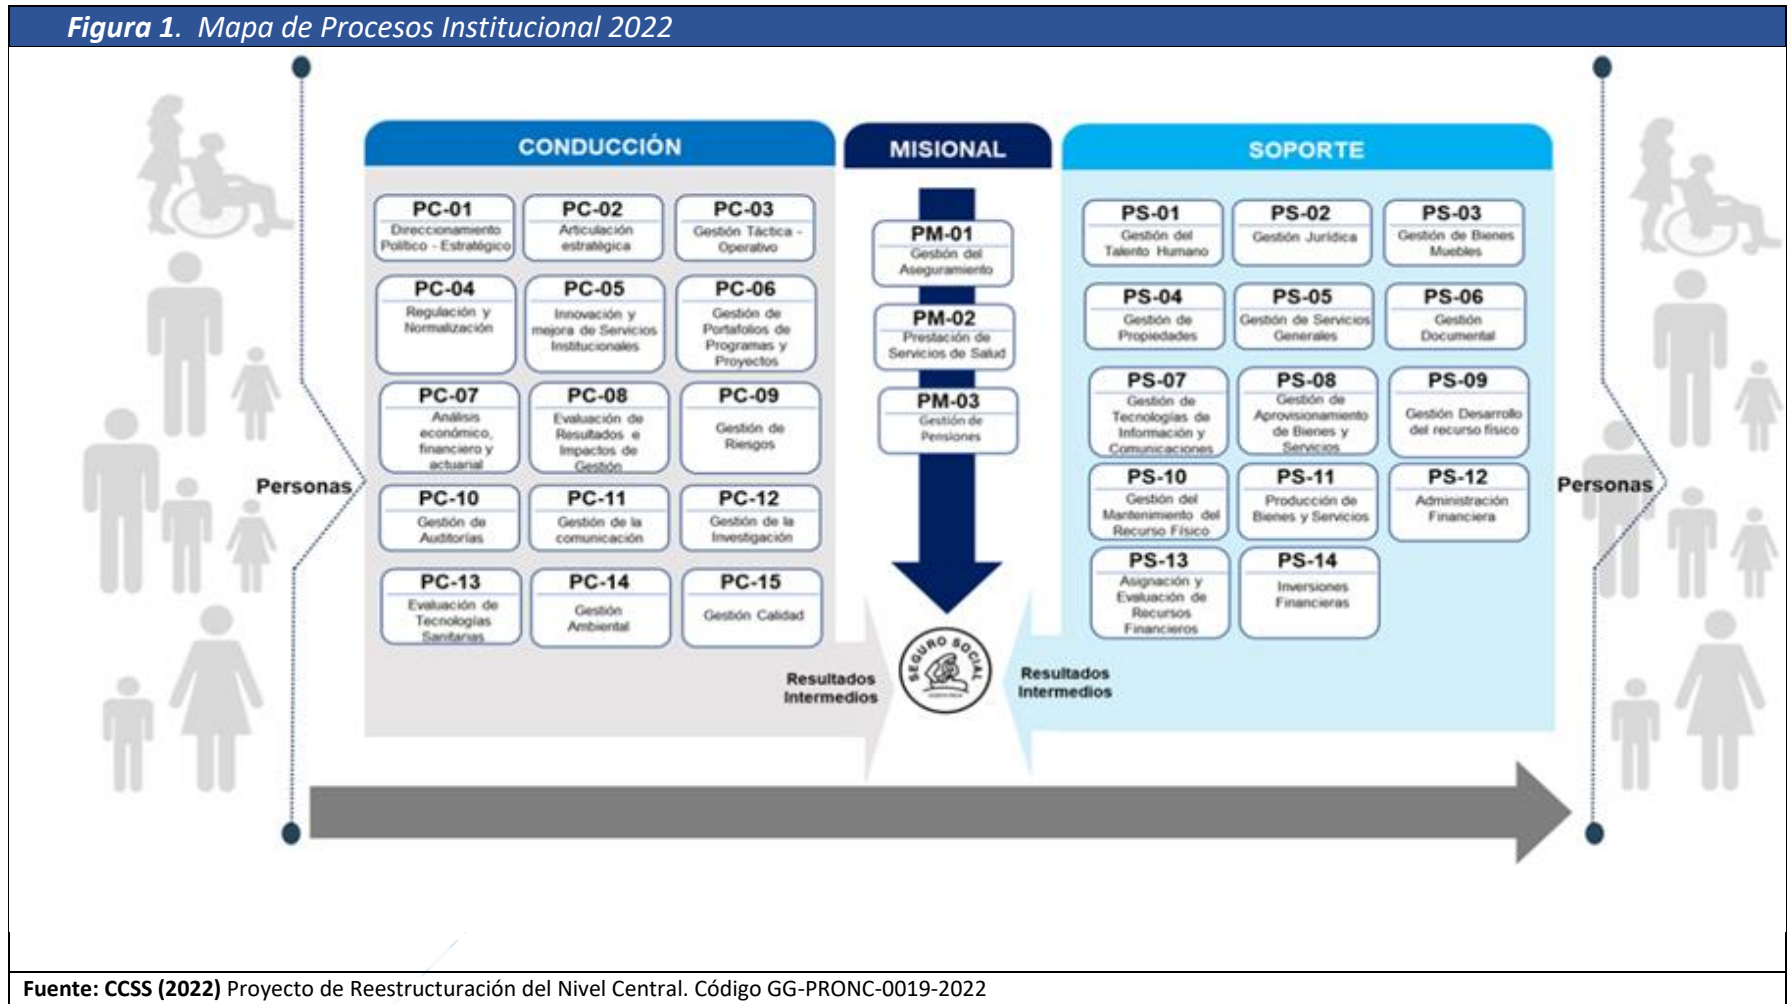 Figura 1. Mapa de Procesos Institucional 2022
CONDUCCIÓN
PC-01
Direccionamiento
Político - Estratégico
PC-02
Articulación
estratégica
PC-03
Gestión Táctica -
Operativo
PC-04
Regulación y
Normalización
PC-05
Innovación y
mejora de Servicios
Institucionales
PC-06
Gestión de
Portafolios de
Programas y
Proyectos
PC-07
Análisis
económico,
financiero y
actuarial
PC-08
Evaluación de
Resultados e
Impactos de
Gestión
PC-09
Gestión de
Riesgos
PC-10
Gestión de
Auditorías
PC-11
Gestión de la
comunicación
PC-12
Gestión de la
Investigación
PC-13
Evaluación de
Tecnologías
Sanitarias
PC-14
Gestión
Ambiental
PC-15
Gestión Calidad
Resultados
Intermedios
MISIONAL
PM-01
Gestión del
Aseguramiento
PM-02
Prestación de
Servicios de Salud
PM-03
Gestión de
Pensiones
SEGURO SOCIAL
SOPORTE
PS-01
Gestión del
Talento Humano
PS-02
Gestión Jurídica
PS-03
Gestión de Bienes
Muebles
PS-04
Gestión de
Propiedades
PS-05
Gestión de Servicios
Generales
PS-06
Gestión
Documental
PS-07
Gestión de
Tecnologías de
Información y
Comunicaciones
PS-08
Gestión de
Aprovisionamiento
de Bienes y
Servicios
PS-09
Gestión Desarrollo
del recurso físico
PS-10
Gestión del
Mantenimiento del
Recurso Físico
PS-11
Producción de
Bienes y Servicios
PS-12
Administración
Financiera
PS-13
Asignación y
Evaluación de
Recursos
Financieros
PS-14
Inversiones
Financieras
Resultados
Intermedios
Personas
Personas
Fuente: CCSS (2022) Proyecto de Reestructuración del Nivel Central. Código GG-PRONC-0019-2022